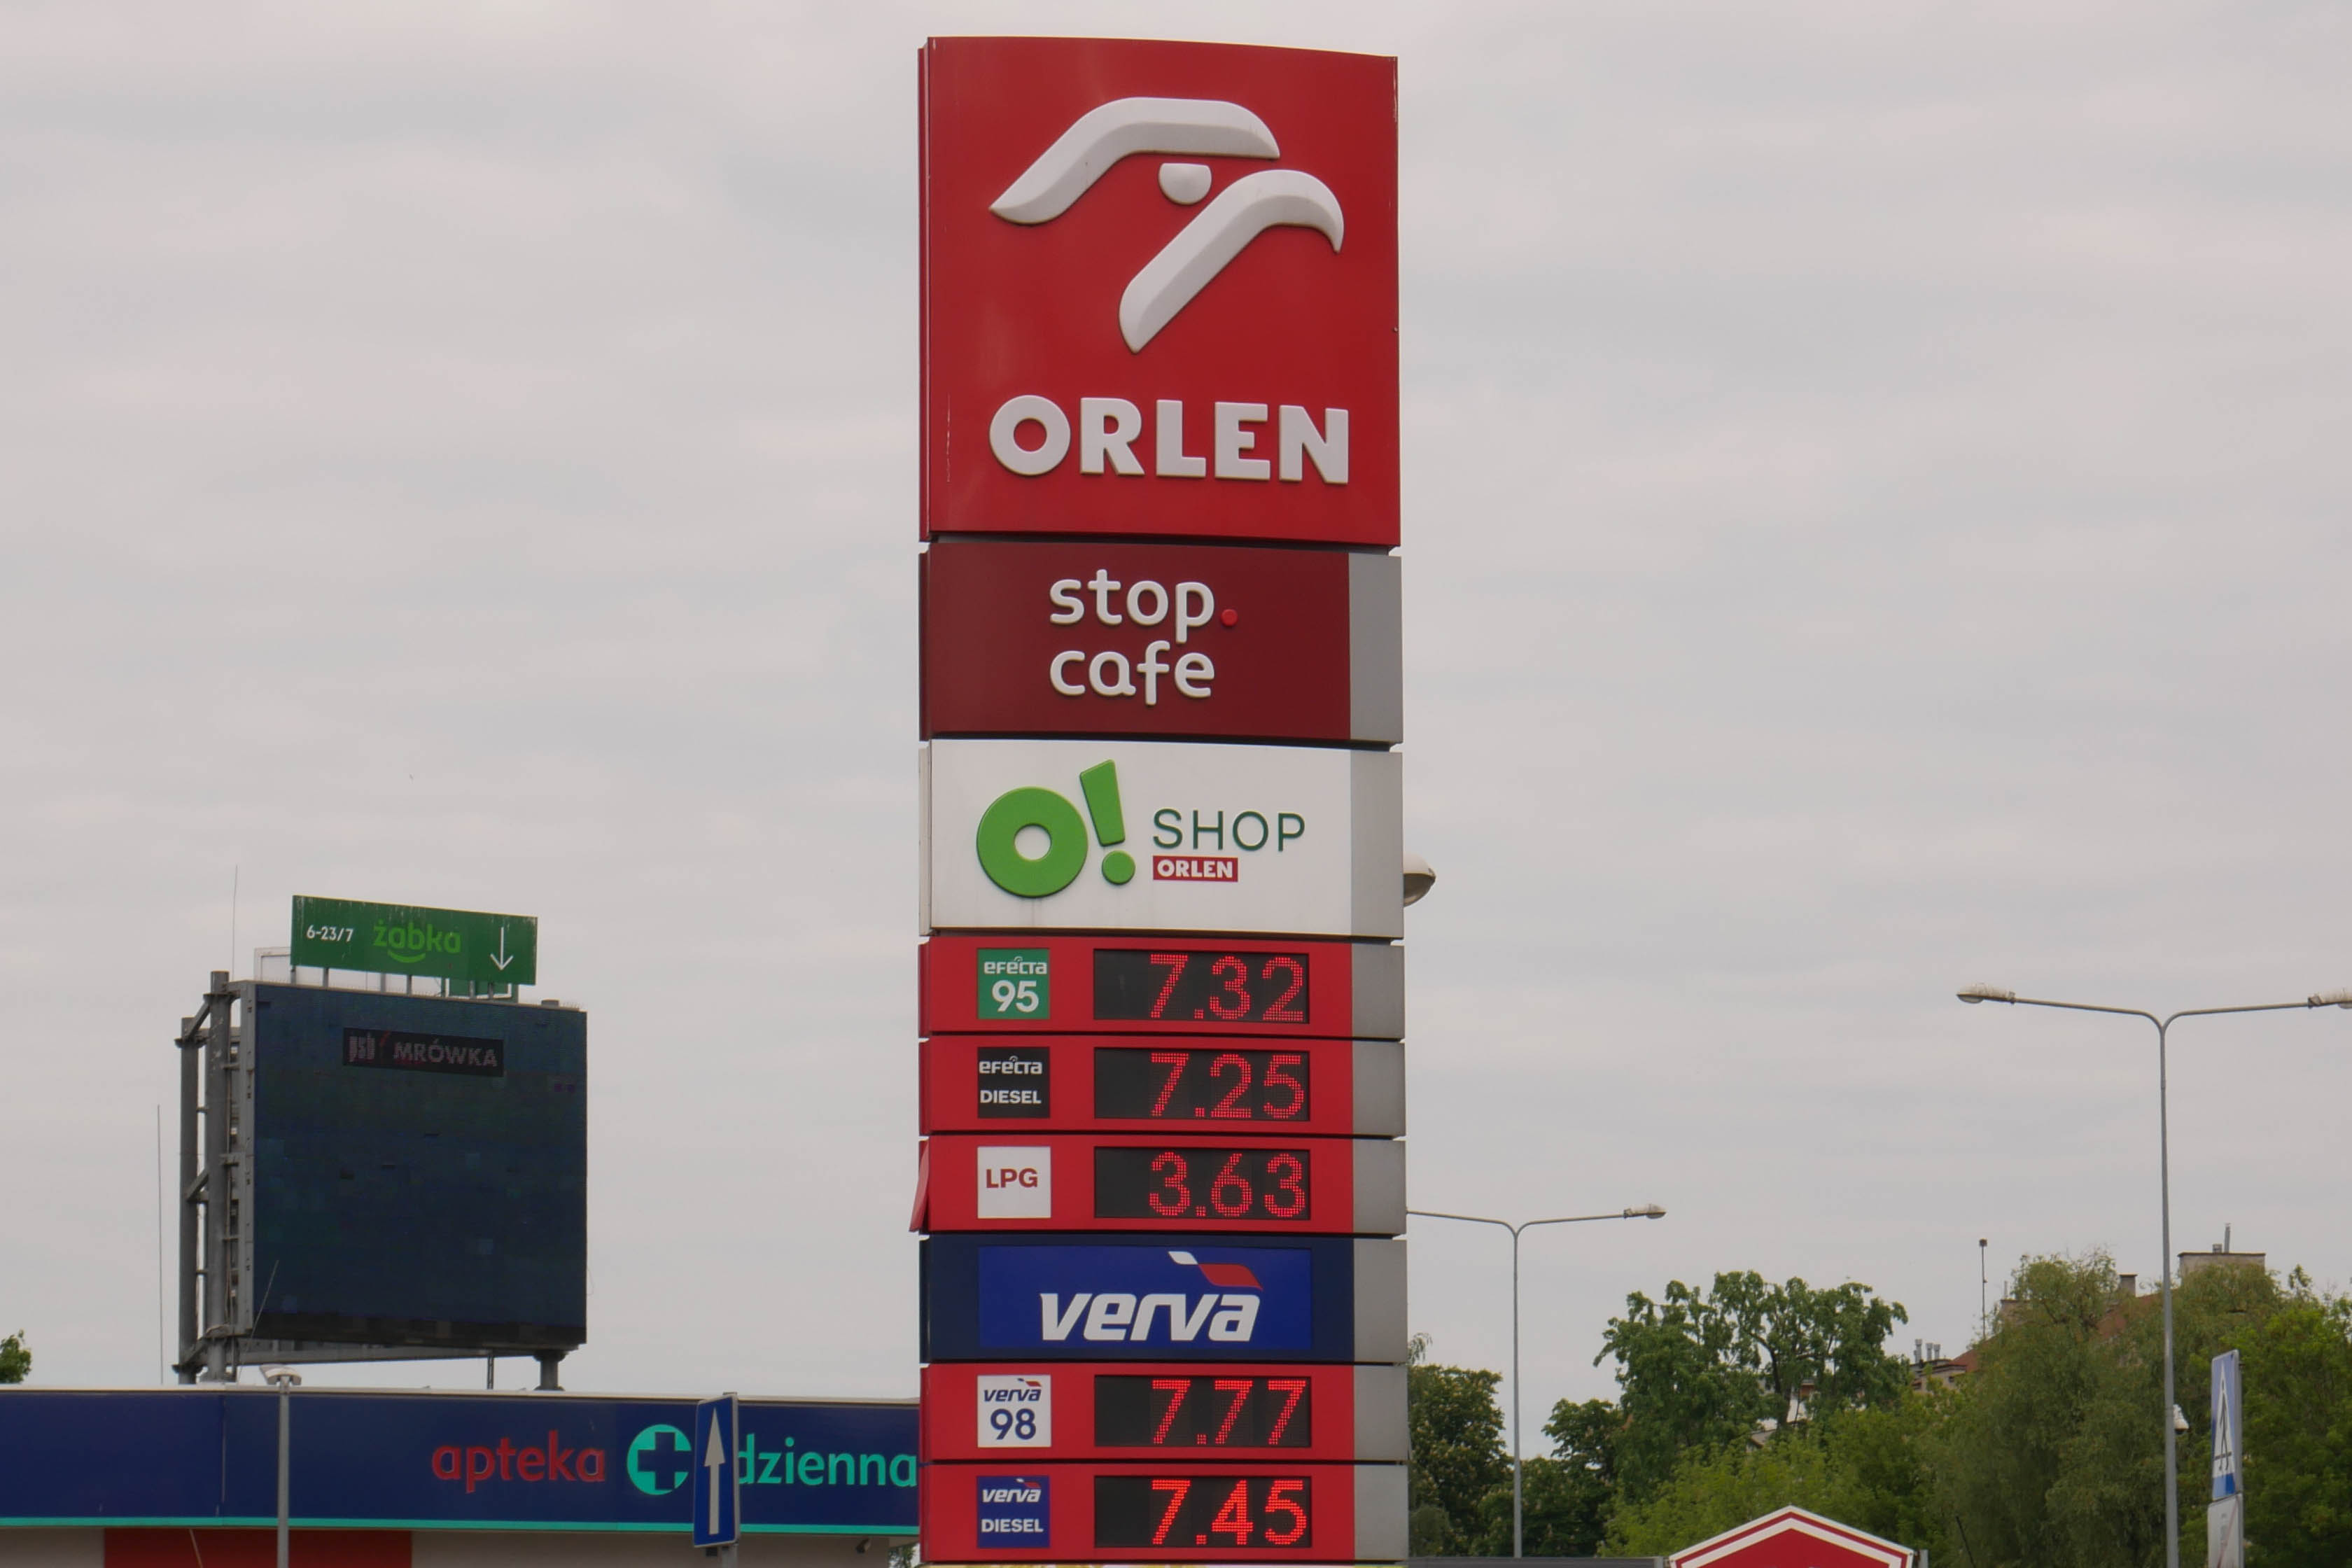 ORLEN
stop.
cafe
O! SHOP
ORLEN
efecta
95
7.32
efecta
DIESEL
7.25
LPG
3.63
verva
verva
98
7.77
verva
DIESEL
7.45
6-23/7 żabka
MRÓWKA
apteka
dzienna